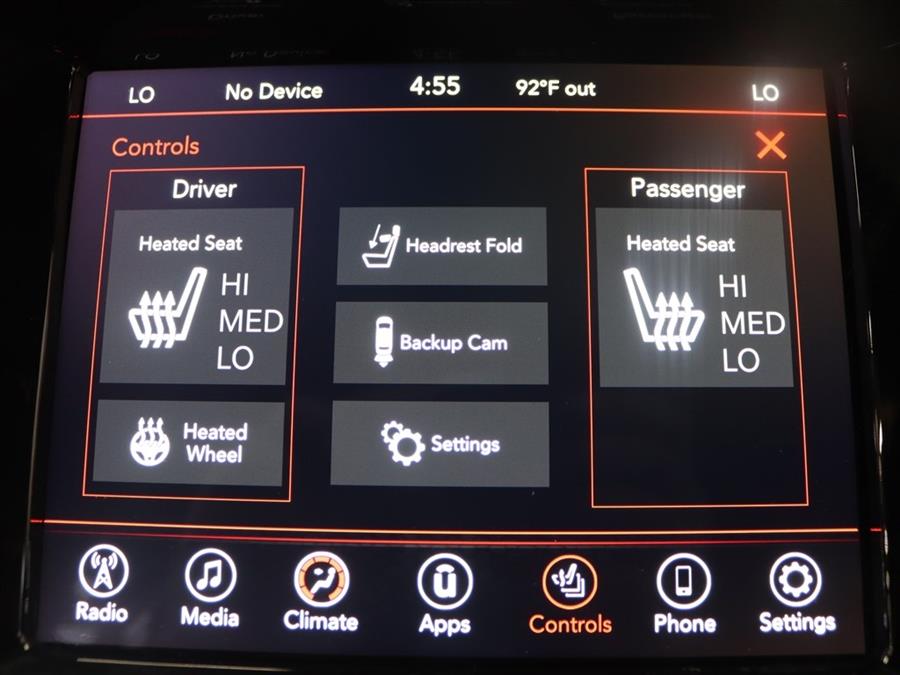 LO No Device 4:55 92°F out LO
Controls
Driver
Passenger
Heated Seat
HI
MED
LO
Headrest Fold
Heated Seat
HI
MED
LO
Backup Cam
Heated
Wheel
Settings
Radio Media Climate Apps Controls Phone Settings